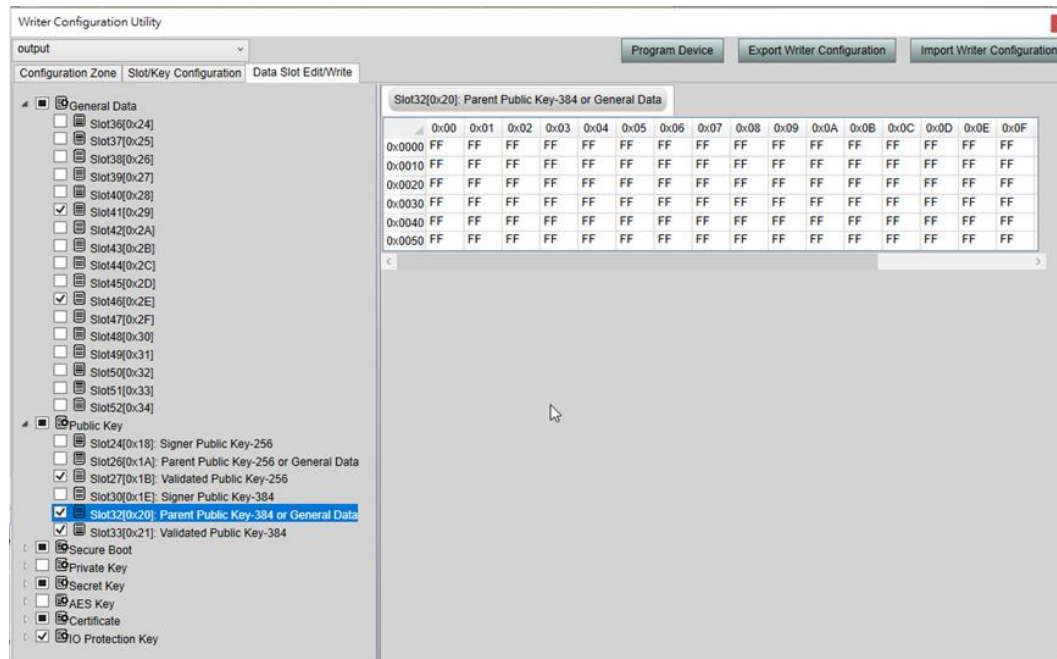 Writer Configuration Utility
output
Program Device
Export Writer Configuration
Import Writer Configuration
Configuration Zone
Slot/Key Configuration
Data Slot Edit/Write
General Data
Slot36[0x24]
Slot37[0x25]
Slot38[0x26]
Slot39[0x27]
Slot40[0x28]
Slot41[0x29]
Slot42[0x2A]
Slot43[0x2B]
Slot44[0x2C]
Slot45[0x2D]
Slot46[0x2E]
Slot47[0x2F]
Slot48[0x30]
Slot49[0x31]
Slot50[0x32]
Slot51[0x33]
Slot52[0x34]
Public Key
Slot24[0x18]: Signer Public Key-256
Slot26[0x1A]: Parent Public Key-256 or General Data
Slot27[0x1B]: Validated Public Key-256
Slot30[0x1E]: Signer Public Key-384
Slot32[0x20]: Parent Public Key-384 or General Data
Slot33[0x21]: Validated Public Key-384
Secure Boot
Private Key
Secret Key
AES Key
Certificate
IO Protection Key
Slot32[0x20]: Parent Public Key-384 or General Data
0x00 0x01 0x02 0x03 0x04 0x05 0x06 0x07 0x08 0x09 0x0A 0x0B 0x0C 0x0D 0x0E 0x0F
0x0000 FF FF FF FF FF FF FF FF FF FF FF FF FF FF FF FF
0x0010 FF FF FF FF FF FF FF FF FF FF FF FF FF FF FF FF
0x0020 FF FF FF FF FF FF FF FF FF FF FF FF FF FF FF FF
0x0030 FF FF FF FF FF FF FF FF FF FF FF FF FF FF FF FF
0x0040 FF FF FF FF FF FF FF FF FF FF FF FF FF FF FF FF
0x0050 FF FF FF FF FF FF FF FF FF FF FF FF FF FF FF FF